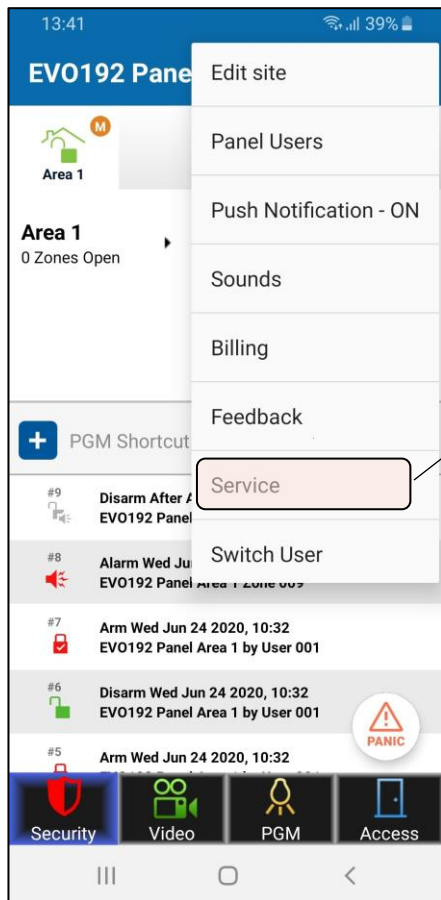 13:41
39%
EVO192 Pane
Edit site
Panel Users
Push Notification - ON
Sounds
Billing
Feedback
Service
Switch User
M
Area 1
Area 1
0 Zones Open
+ PGM Shortcut
#9
Disarm After A
EVO192 Panel
#8
Alarm Wed Ju
EVO192 Panel Area 1 Zone 009
#7
Arm Wed Jun 24 2020, 10:32
EVO192 Panel Area 1 by User 001
#6
Disarm Wed Jun 24 2020, 10:32
EVO192 Panel Area 1 by User 001
PANIC
#5
Arm Wed Jun 24 2020, 10:32
Security Video PGM Access